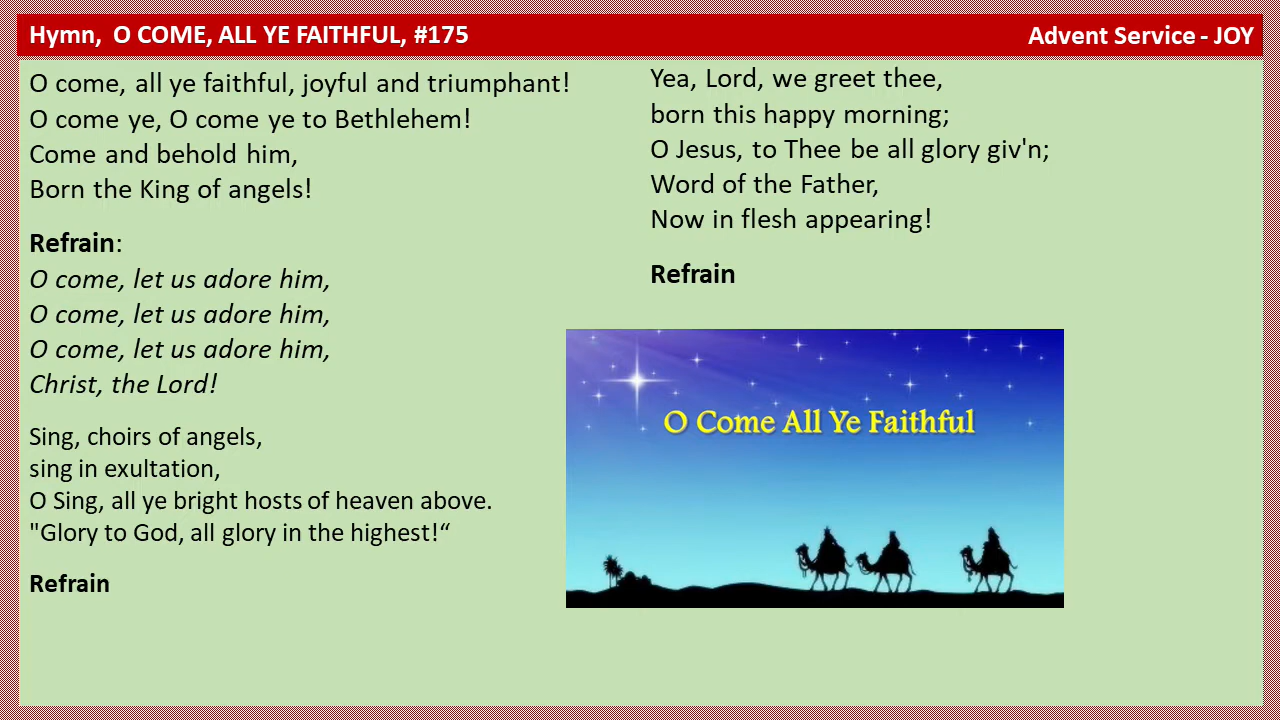 Hymn, O COME, ALL YE FAITHFUL, #175
Advent Service - JOY
O come, all ye faithful, joyful and triumphant!
O come ye, O come ye to Bethlehem!
Come and behold him,
Born the King of angels!
Refrain:
O come, let us adore him,
O come, let us adore him,
O come, let us adore him,
Christ, the Lord!
Sing, choirs of angels,
sing in exultation,
O Sing, all ye bright hosts of heaven above.
"Glory to God, all glory in the highest!“
Refrain
Yea, Lord, we greet thee,
born this happy morning;
O Jesus, to Thee be all glory giv'n;
Word of the Father,
Now in flesh appearing!
Refrain
O Come All Ye Faithful